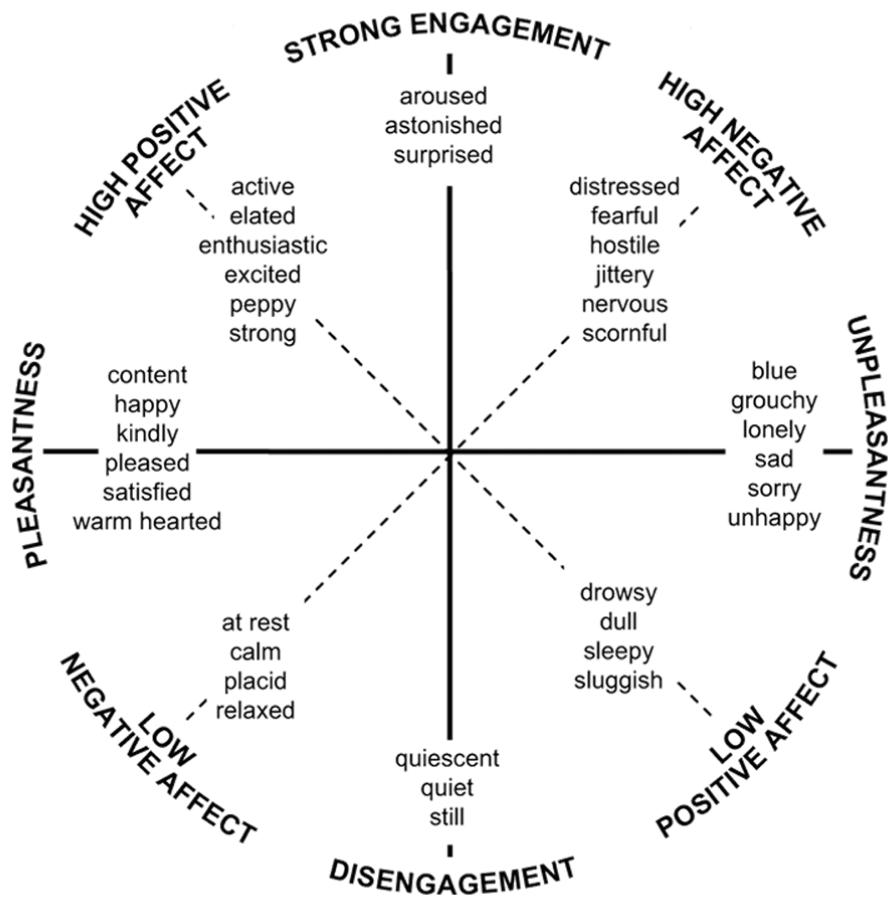 STRONG ENGAGEMENT
aroused
astonished
surprised
HIGH POSITIVE
AFFECT
active
elated
enthusiastic
excited
peppy
strong
HIGH NEGATIVE
AFFECT
distressed
fearful
hostile
jittery
nervous
scornful
PLEASANTNESS
content
happy
kindly
pleased
satisfied
warm hearted
UNPLEASANTNESS
blue
grouchy
lonely
sad
sorry
unhappy
at rest
calm
placid
relaxed
LOW
NEGATIVE AFFECT
drowsy
dull
sleepy
sluggish
LOW
POSITIVE AFFECT
quiescent
quiet
still
DISENGAGEMENT